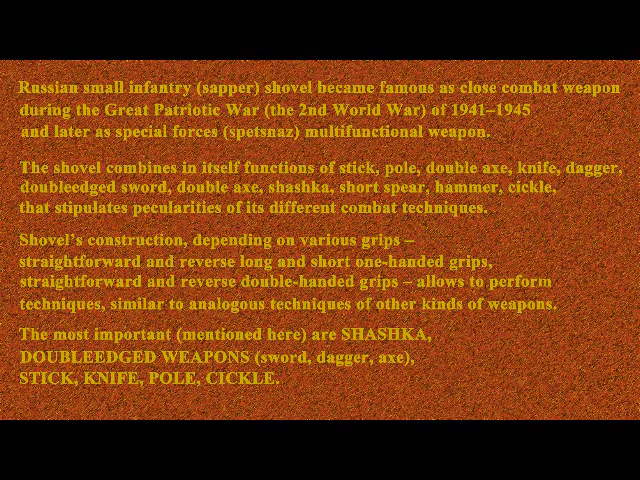 Russian small infantry (sapper) shovel became famous as close combat weapon
during the Great Patriotic War (the 2nd World War) of 1941–1945
and later as special forces (spetsnaz) multifunctional weapon.
The shovel combines in itself functions of stick, pole, double axe, knife, dagger,
doubleedged sword, double axe, shashka, short spear, hammer, cickle,
that stipulates pecularities of its different combat techniques.
Shovel's construction, depending on various grips –
straightforward and reverse long and short one-handed grips,
straightforward and reverse double-handed grips – allows to perform
techniques, similar to analogous techniques of other kinds of weapons.
The most important (mentioned here) are SHASHKA,
DOUBLEEDGED WEAPONS (sword, dagger, axe),
STICK, KNIFE, POLE, CICKLE.